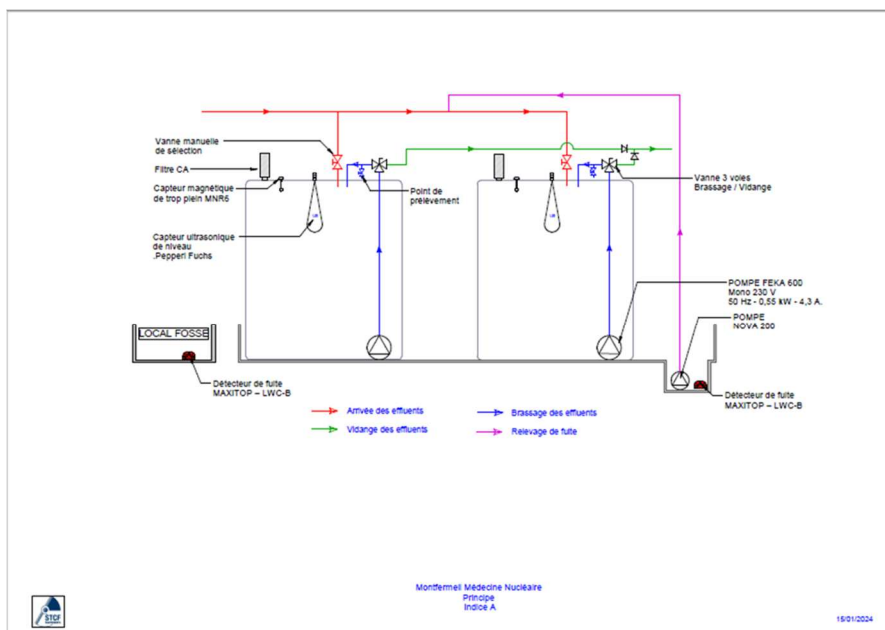 Vanne manuelle
de sélection
Filtre CA
Capteur magnétique
de trop plein MNR6
Capteur ultrasonique
de niveau
.Pepperl Fuchs
Point de
prélèvement
Vanne 3 voies
Brassage / Vidange
POMPE FEKA 600
Mono 230 V
50 Hz - 0,55 kW - 4,3 A.
POMPE
NOVA 200
LOCAL FOSSE
Détecteur de fuite
MAXITOP – LWC-B
Détecteur de fuite
MAXITOP – LWC-B
Arrivée des effluents
Brassage des effluents
Vidange des effluents
Relevage de fuite
Montfermeil Médecine Nucléaire
Principe
Indice A
STCF
15/01/2024